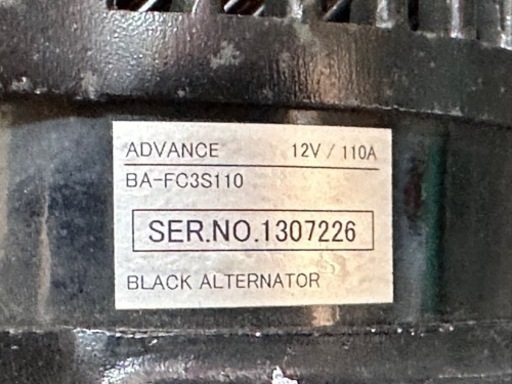 ADVANCE 12V / 110A
BA-FC3S110
SER.NO.1307226
BLACK ALTERNATOR